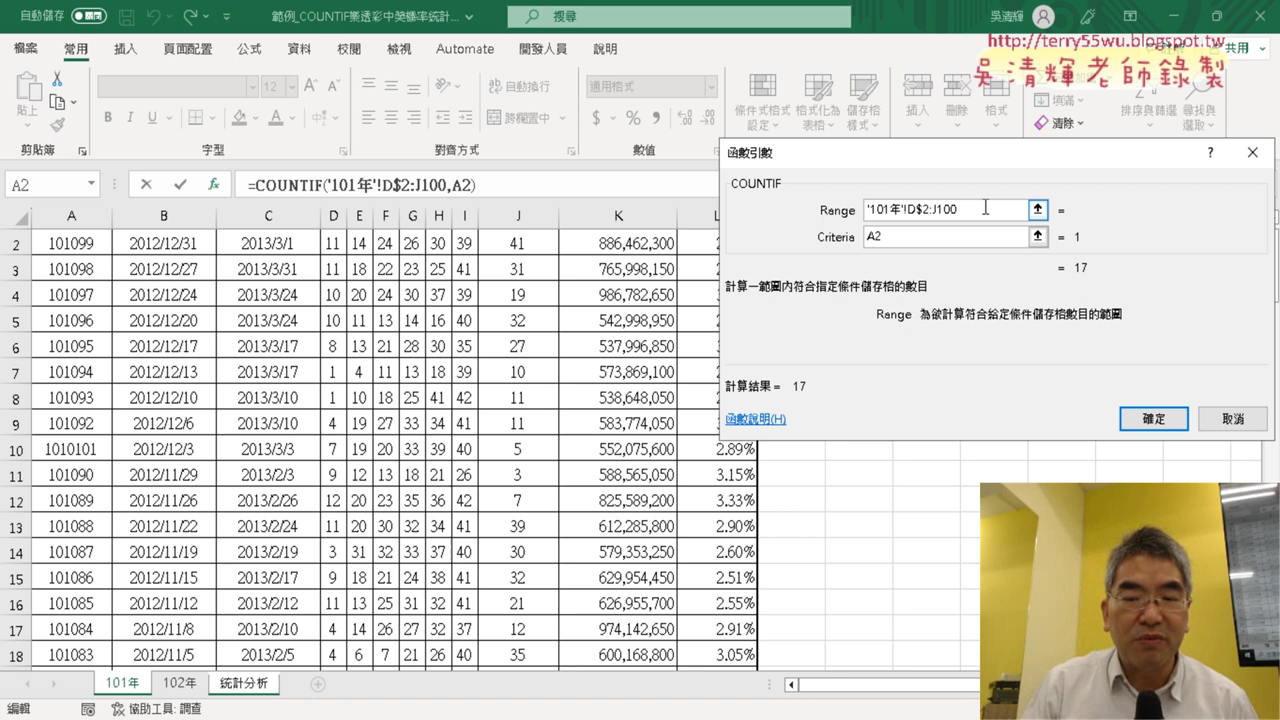 自動儲存
範例_COUNTIF樂透彩中獎機率統計...
搜尋
吳清輝
http://terry55wu.blogspot.tw
吳清輝老師錄製
檔案 常用 插入 頁面配置 公式 資料 校閱 檢視 Automate 開發人員 說明
共用
貼上
12
自動換行
跨欄置中
通用格式
條件式格式設定
格式化為表格
儲存格樣式
插入 刪除 格式
填滿
清除
排序與篩選
尋找與選取
剪貼簿 字型 對齊方式 數值
A2
=COUNTIF('101年'!D$2:J100,A2)
函數引數
COUNTIF
Range '101年'!D$2:J100 =
Criteria A2 = 1
= 17
計算一範圍內符合指定條件儲存格的數目
Range 為欲計算符合給定條件儲存格數目的範圍
計算結果 = 17
函數說明(H)
確定 取消
A B C D E F G H I J K L
2 101099 2012/12/31 2013/3/1 11 14 24 26 30 39 41 886,462,300
3 101098 2012/12/27 2013/3/31 11 18 22 23 25 41 31 765,998,150
4 101097 2012/12/24 2013/3/24 10 20 24 30 37 39 19 986,782,650
5 101096 2012/12/20 2013/3/24 10 11 13 14 16 40 32 542,998,950
6 101095 2012/12/17 2013/3/17 8 13 21 28 30 35 27 537,996,850
7 101094 2012/12/13 2013/3/17 1 4 11 13 18 39 10 573,869,100
8 101093 2012/12/10 2013/3/10 1 10 18 25 41 42 11 538,648,050
9 101092 2012/12/6 2013/3/10 4 19 27 33 34 41 11 583,774,050
10 1010101 2012/12/3 2013/3/3 7 19 20 33 39 40 5 552,075,600 2.89%
11 101090 2012/11/29 2013/2/3 9 12 13 18 21 26 3 588,565,050 3.15%
12 101089 2012/11/26 2013/2/26 12 20 23 35 36 42 7 825,589,200 3.33%
13 101088 2012/11/22 2013/2/24 11 20 30 32 34 41 39 612,285,800 2.90%
14 101087 2012/11/19 2013/2/19 3 31 32 33 37 40 30 579,353,250 2.60%
15 101086 2012/11/15 2013/2/17 9 18 21 24 38 41 32 629,954,450 2.51%
16 101085 2012/11/12 2013/2/12 11 13 25 31 32 41 21 626,955,700 2.55%
17 101084 2012/11/8 2013/2/10 4 14 26 27 32 37 12 974,142,650 2.91%
18 101083 2012/11/5 2013/2/5 4 6 7 21 26 40 35 600,168,800 3.05%
101年 102年 統計分析
編輯
協助工具: 調查